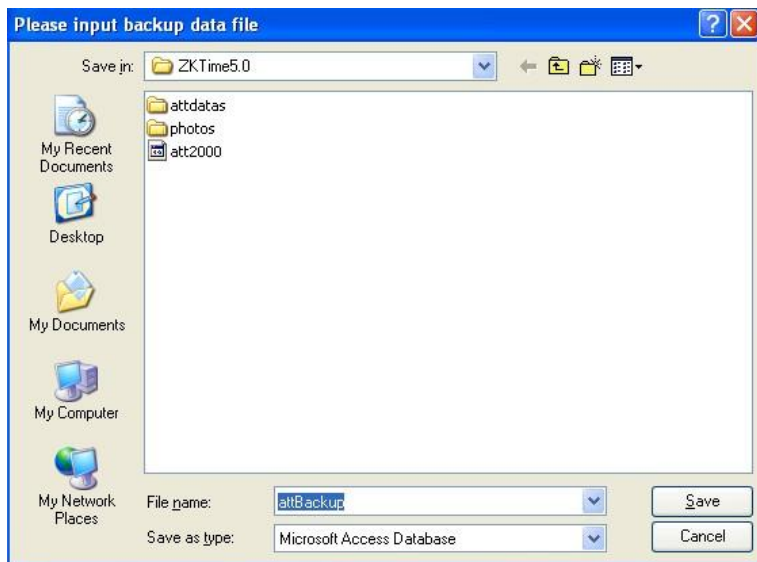 Please input backup data file
Save in:
ZKTime5.0
attdatas
photos
att2000
My Recent
Documents
Desktop
My Documents
My Computer
My Network
Places
File name:
attBackup
Save
Save as type:
Microsoft Access Database
Cancel